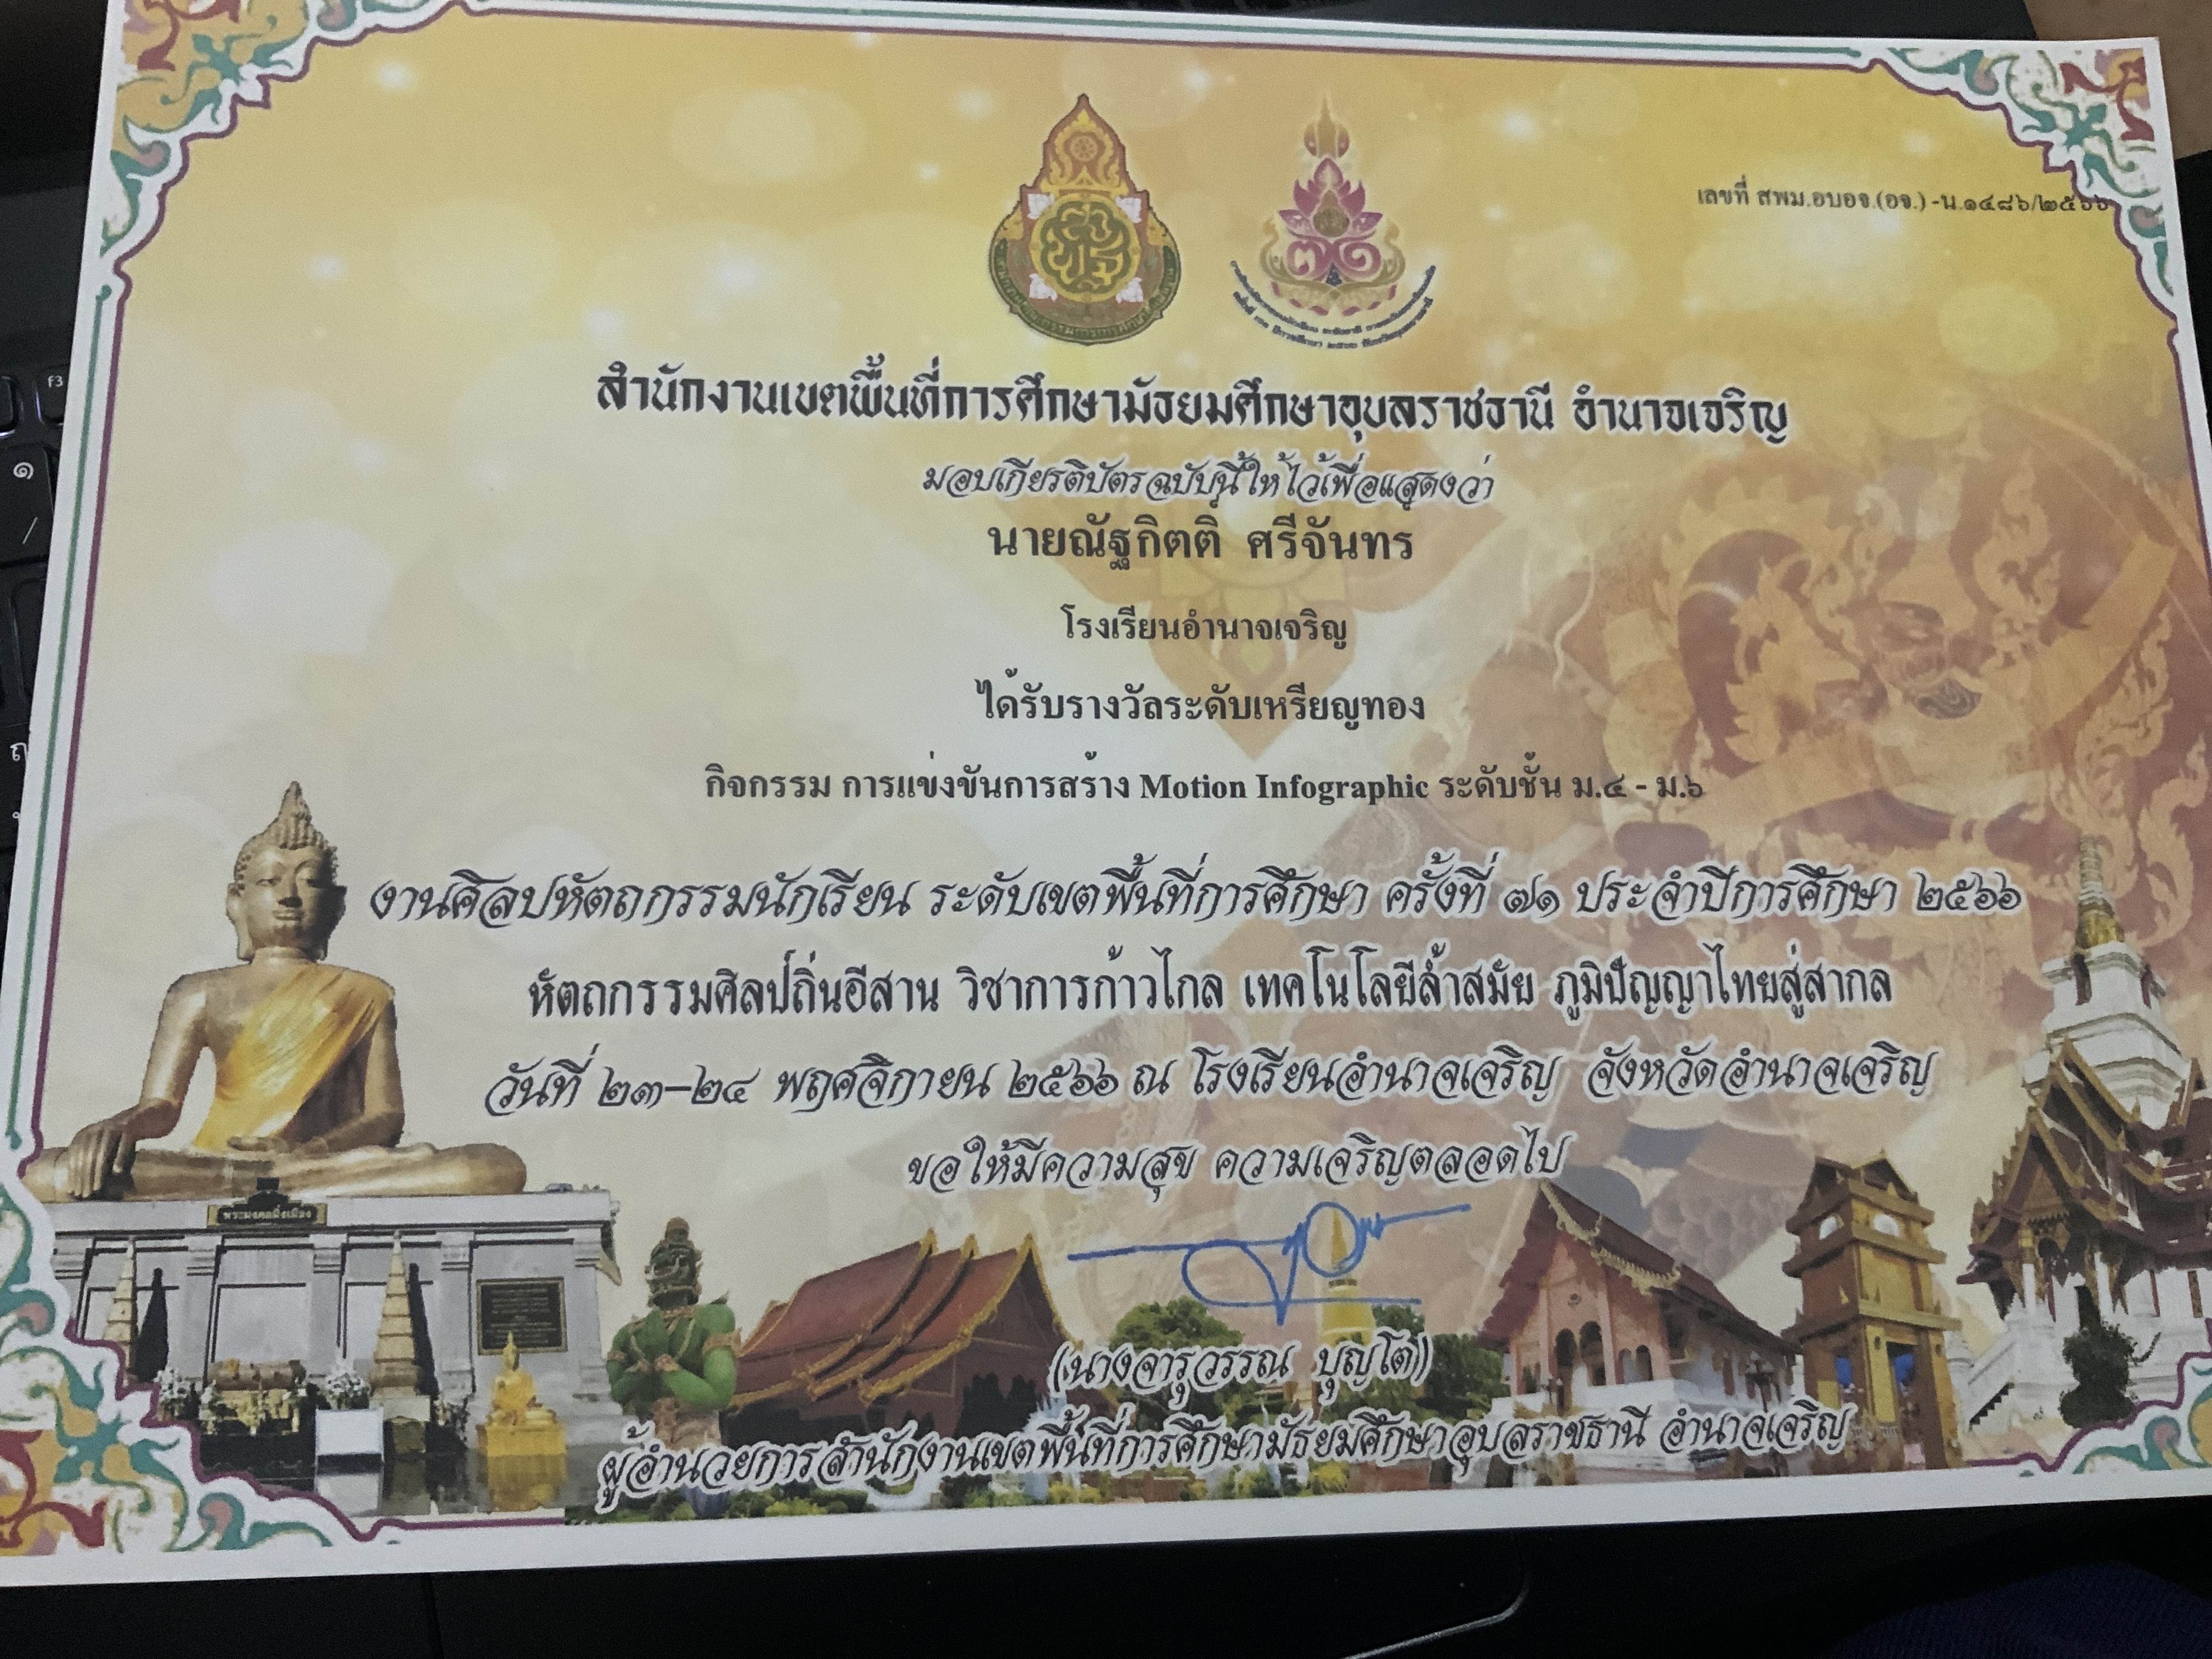 เลขที่ สพม.อบอจ.(อจ.) -น.๑๔๘๖/๒๕๖๖
๗๑
สำนักงานเขตพื้นที่การศึกษามัธยมศึกษาอุบลราชธานี อำนาจเจริญ
มอบเกียรติบัตรฉบับนี้ให้ไว้เพื่อแสดงว่า
นายณัฐกิตติ์ ศรีจันทร
โรงเรียนอำนาจเจริญ
ได้รับรางวัลระดับเหรียญทอง
กิจกรรม การแข่งขันการสร้าง Motion Infographic ระดับชั้น ม.๔ - ม.๖
งานศิลปหัตถกรรมนักเรียน ระดับเขตพื้นที่การศึกษา ครั้งที่ ๗๑ ประจำปีการศึกษา ๒๕๖๖
หัตถกรรมศิลป์ถิ่นอีสาน วิชาการก้าวไกล เทคโนโลยีล้ำสมัย ภูมิปัญญาไทยสู่สากล
วันที่ ๒๓-๒๔ พฤศจิกายน ๒๕๖๖ ณ โรงเรียนอำนาจเจริญ จังหวัดอำนาจเจริญ
ขอให้มีความสุข ความเจริญตลอดไป
พระมงคลมิ่งเมือง
(นางจารุวรรณ บุญโต)
ผู้อำนวยการสำนักงานเขตพื้นที่การศึกษามัธยมศึกษาอุบลราชธานี อำนาจเจริญ
f3
๑
/